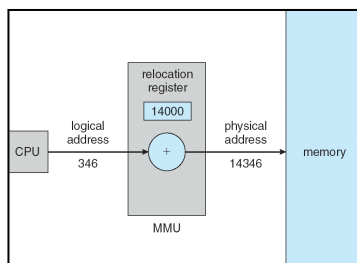 relocation
register
14000
logical
address
physical
address
CPU
+
memory
346
14346
MMU